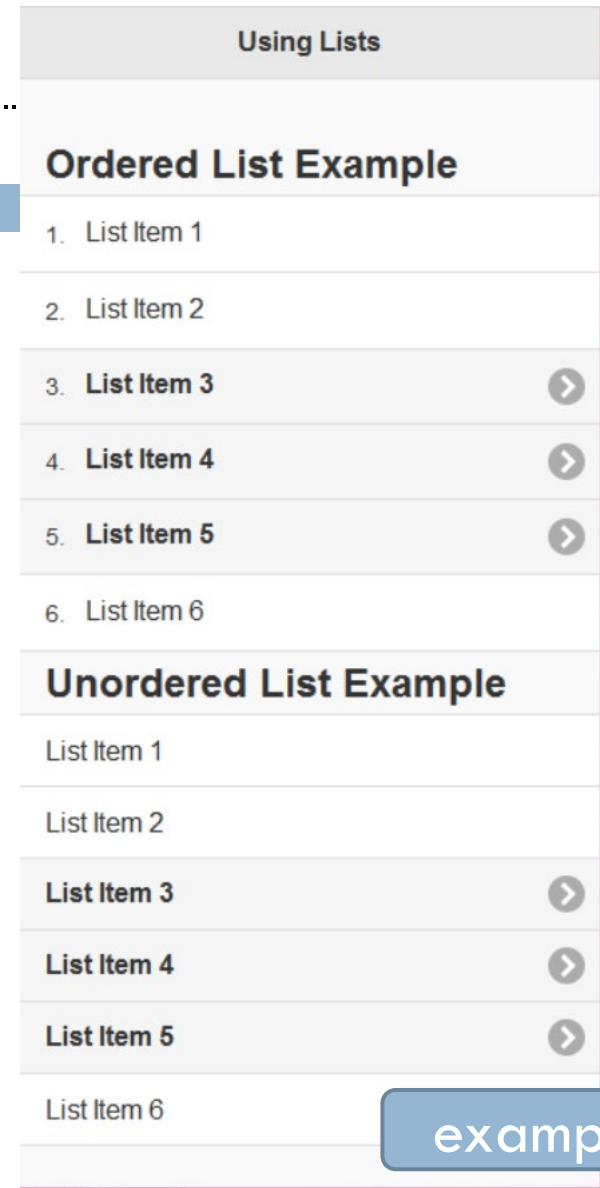 Using Lists
..
Ordered List Example
1. List Item 1
2. List Item 2
3. List Item 3
4. List Item 4
5. List Item 5
6. List Item 6
Unordered List Example
List Item 1
List Item 2
List Item 3
List Item 4
List Item 5
List Item 6
examp